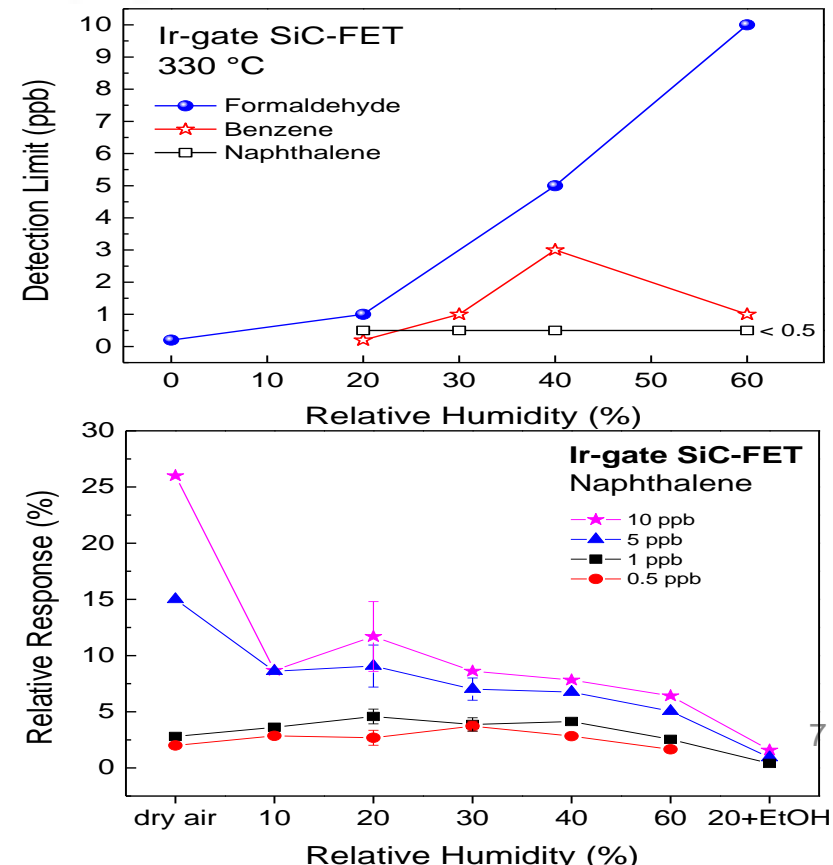 Ir-gate SiC-FET
330 °C
Formaldehyde
Benzene
Naphthalene
Detection Limit (ppb)
10
9
8
7
6
5
4
3
2
1
0
< 0.5
0 10 20 30 40 50 60
Relative Humidity (%)
Ir-gate SiC-FET
Naphthalene
10 ppb
5 ppb
1 ppb
0.5 ppb
Relative Response (%)
30
25
20
15
10
5
0
7
dry air 10 20 30 40 60 20+EtOH
Relative Humidity (%)